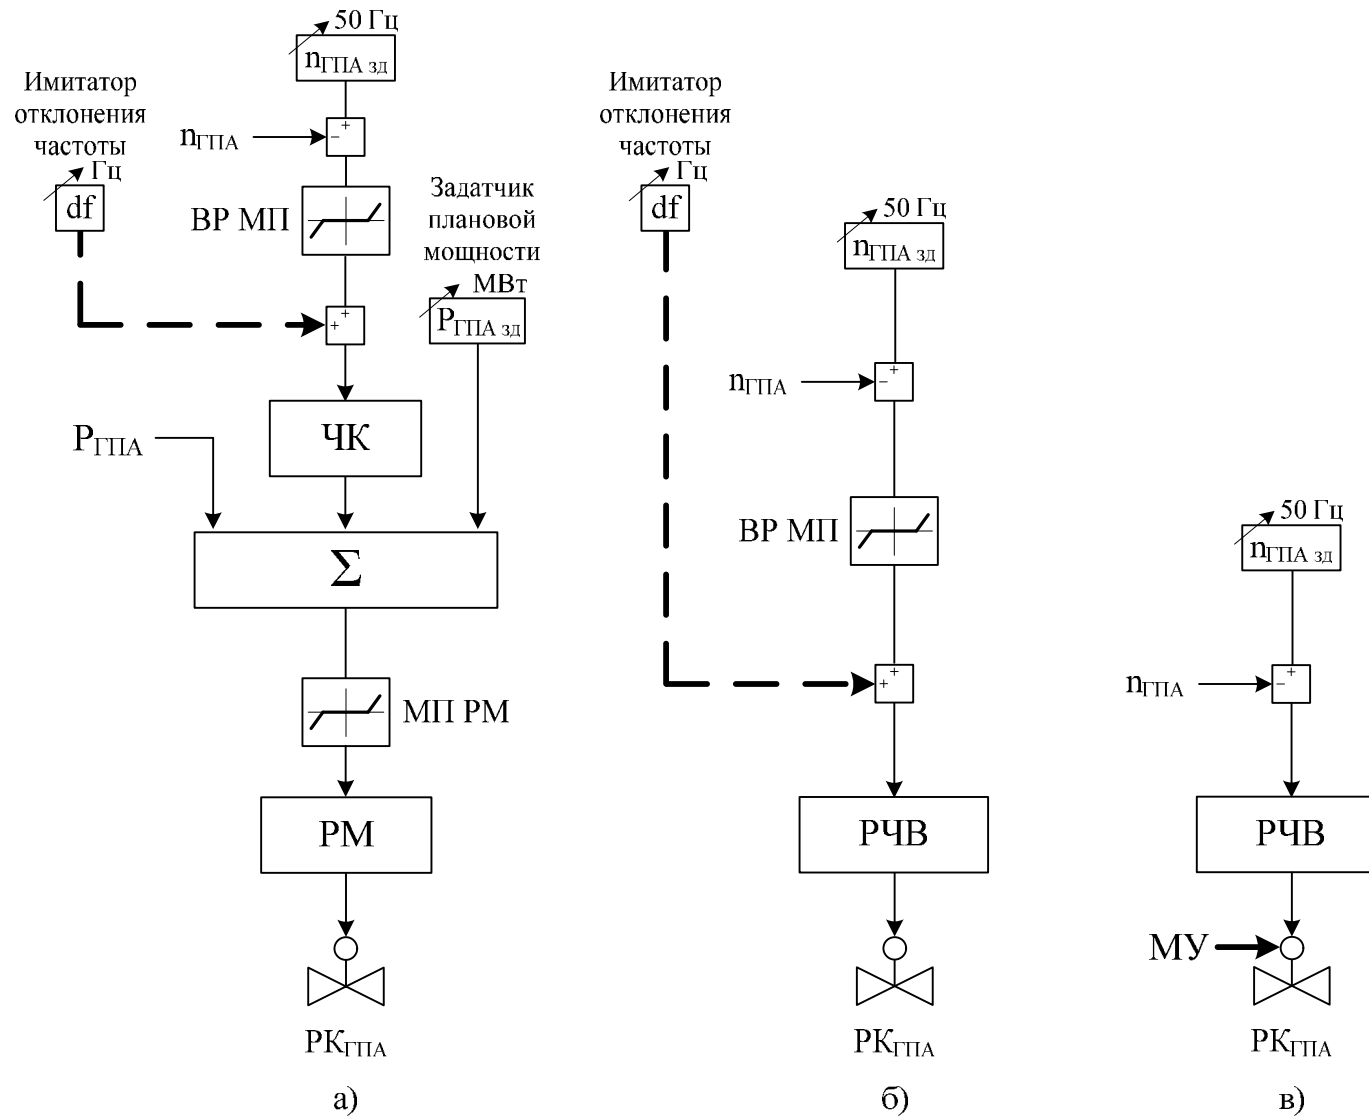 50 Гц
nГПА зд
Имитатор
отклонения
частоты
Гц
df
nГПА
- +
ВР МП
Задатчик
плановой
мощности
МВт
PГПА зд
+ +
ЧК
PГПА
Σ
МП РМ
РМ
РКГПА
а)
Имитатор
отклонения
частоты
Гц
df
50 Гц
nГПА зд
nГПА
- +
ВР МП
+ +
РЧВ
РКГПА
б)
50 Гц
nГПА зд
nГПА
- +
РЧВ
МУ
РКГПА
в)